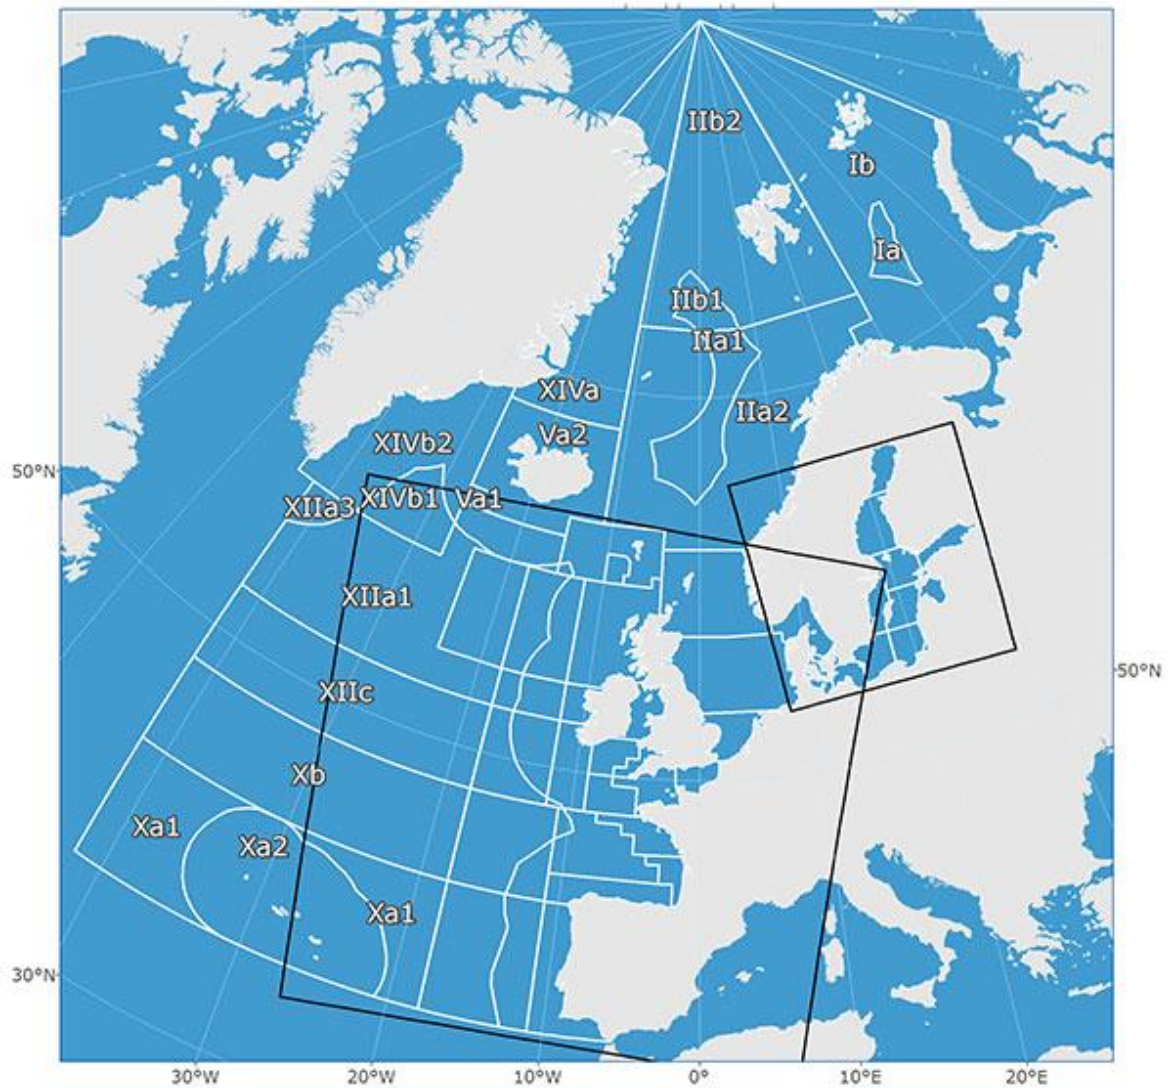 IIb2
Ib
Ia
IIb1
IIa1
XIVa
IIa2
Va2
XIVb2
50°N
XIVb1
Va1
XIIa3
XIIa1
50°N
XIIc
Xb
Xa1
Xa2
Xa1
30°N
30°W
20°W
10°W
0°
10°E
20°E